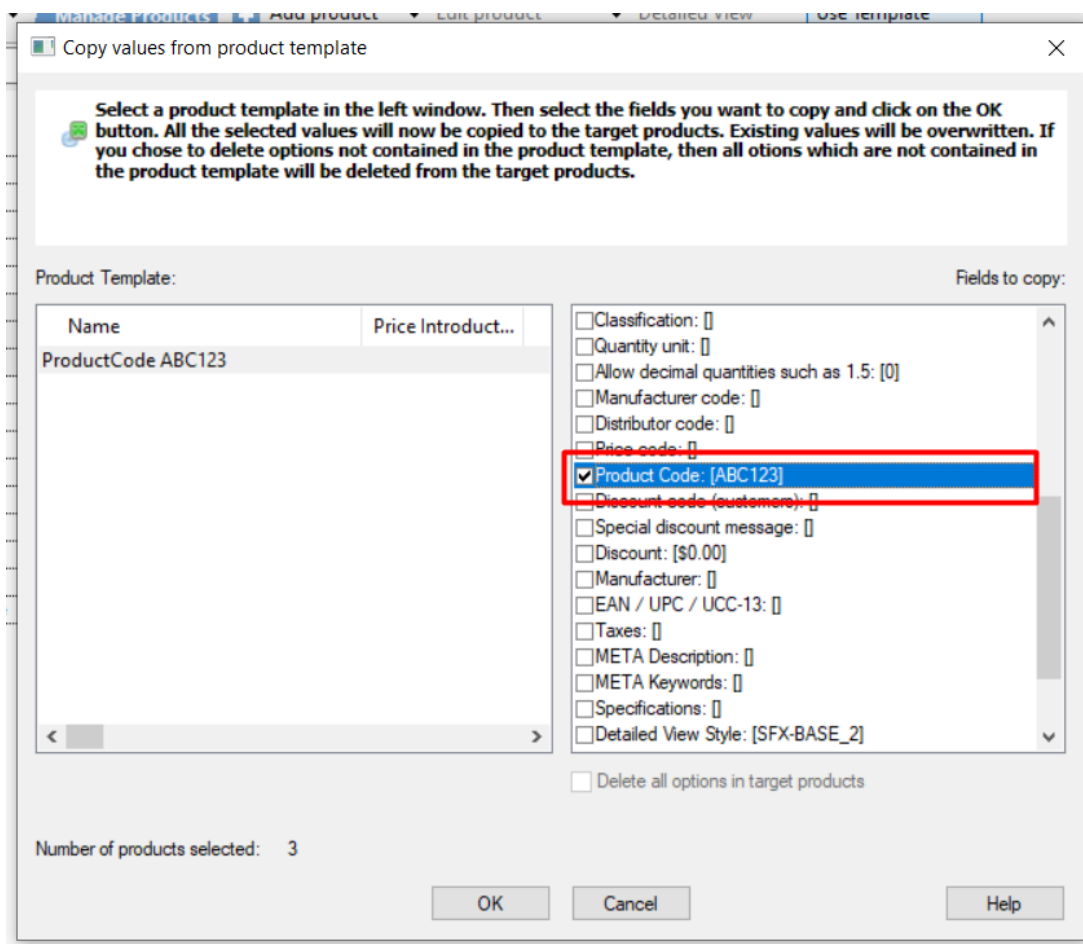 Manage Products Add product Edit product Detailed View Use Template
Copy values from product template
Select a product template in the left window. Then select the fields you want to copy and click on the OK
button. All the selected values will now be copied to the target products. Existing values will be overwritten. If
you chose to delete options not contained in the product template, then all otions which are not contained in
the product template will be deleted from the target products.
Product Template:
Fields to copy:
Name Price Introduct...
ProductCode ABC123
Classification: []
Quantity unit: []
Allow decimal quantities such as 1.5: [0]
Manufacturer code: []
Distributor code: []
Price code: []
Product Code: [ABC123]
Discount code (customers): []
Special discount message: []
Discount: [$0.00]
Manufacturer: []
EAN / UPC / UCC-13: []
Taxes: []
META Description: []
META Keywords: []
Specifications: []
Detailed View Style: [SFX-BASE_2]
Delete all options in target products
Number of products selected: 3
OK Cancel Help